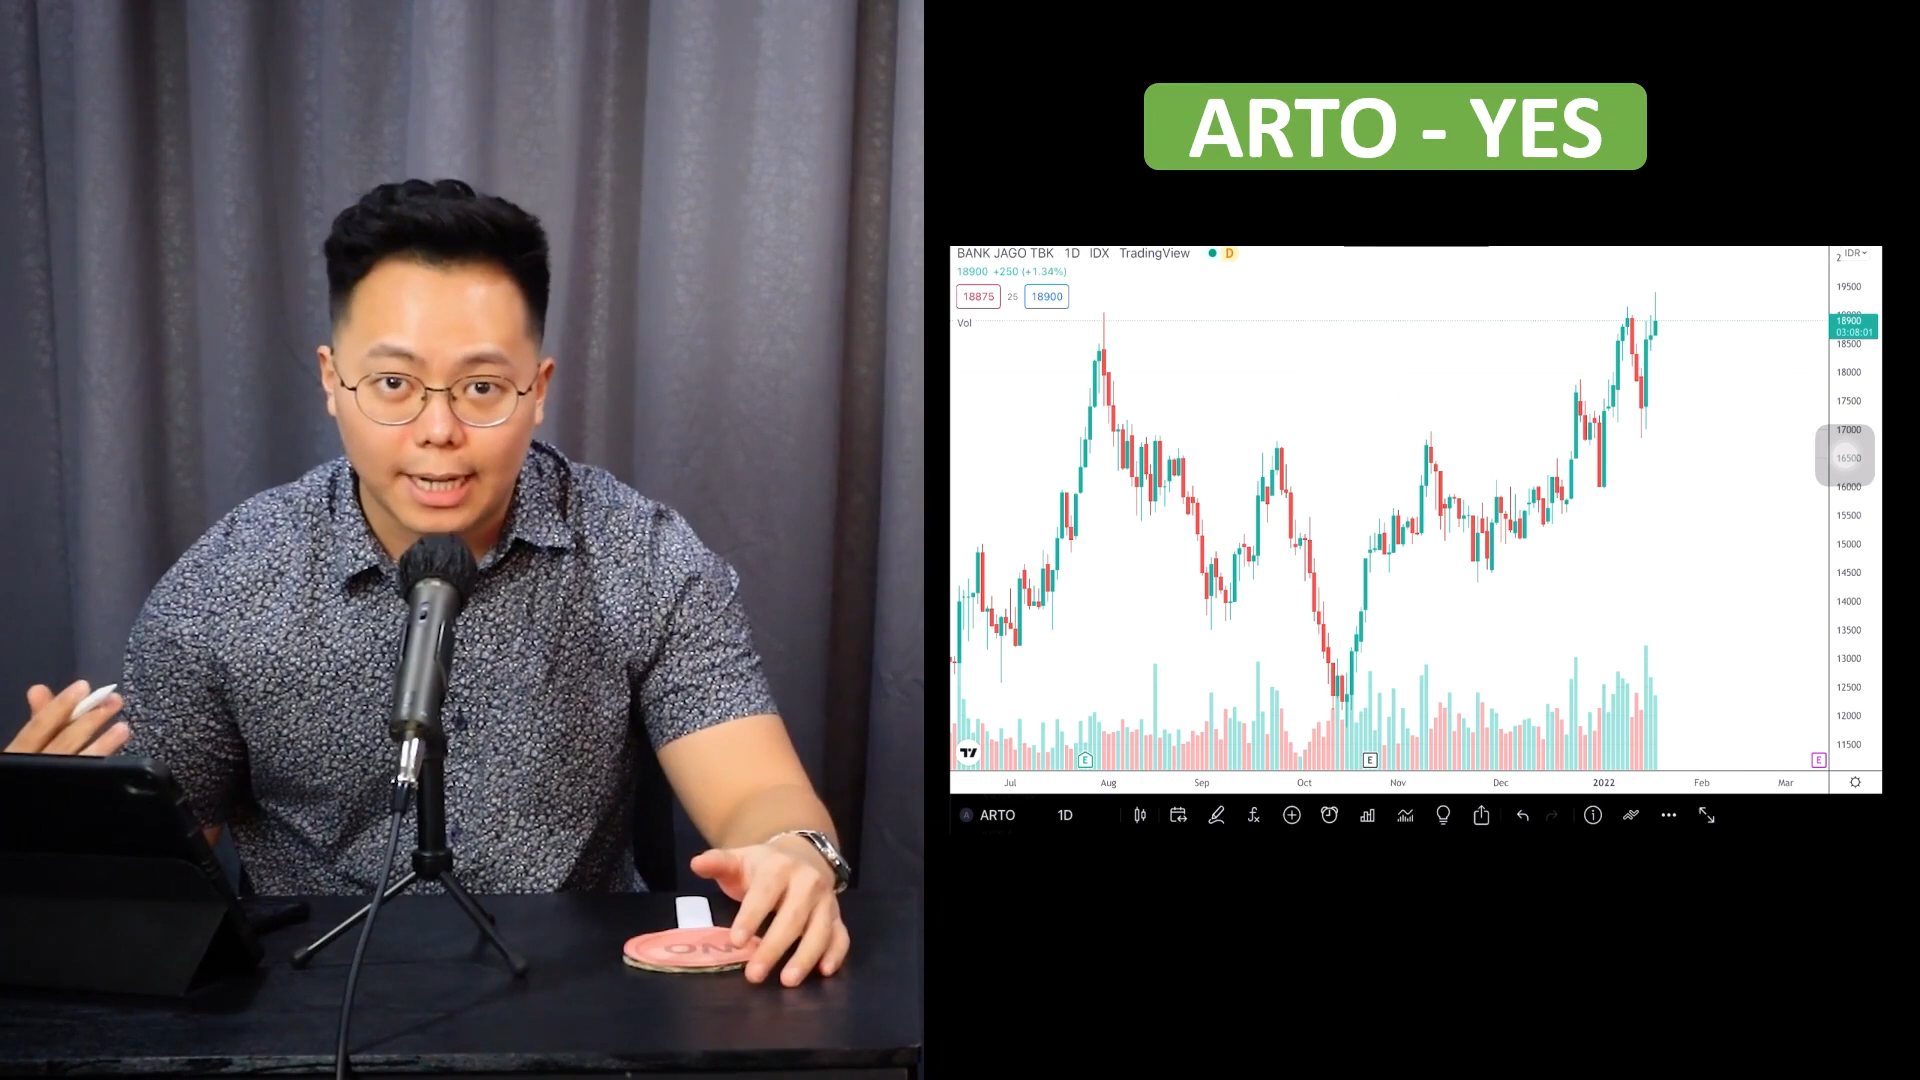 ARTO - YES
BANK JAGO TBK 1D IDX TradingView D
18900 +250 (+1.34%)
18875 25 18900
Vol
IDR
19500
18900
03:08:01
18500
18000
17500
17000
16500
16000
15500
15000
14500
14000
13500
13000
12500
12000
11500
E E E
Jul Aug Sep Oct Nov Dec 2022 Feb Mar
A ARTO 1D
NO